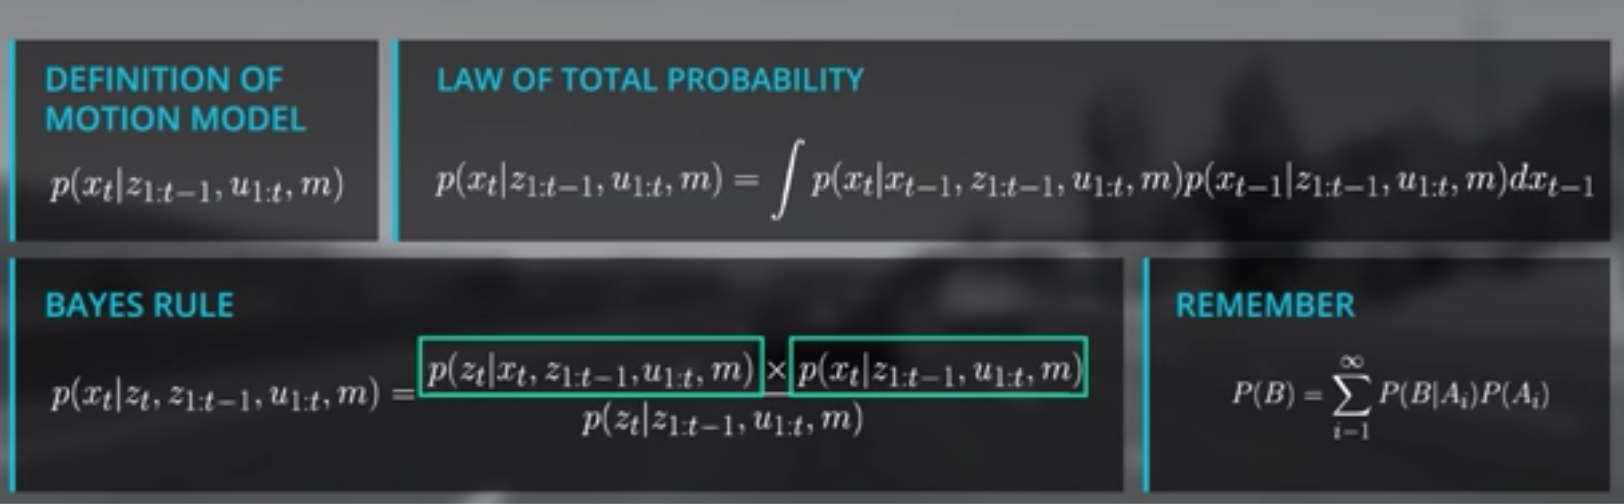 DEFINITION OF
MOTION MODEL
p(x_t|z_{1:t−1}, u_{1:t}, m)
LAW OF TOTAL PROBABILITY
p(x_t|z_{1:t−1}, u_{1:t}, m) = ∫ p(x_t|x_{t−1}, z_{1:t−1}, u_{1:t}, m)p(x_{t−1}|z_{1:t−1}, u_{1:t}, m)dx_{t−1}
BAYES RULE
p(x_t|z_t, z_{1:t−1}, u_{1:t}, m) = \frac{p(z_t|x_t, z_{1:t−1}, u_{1:t}, m) × p(x_t|z_{1:t−1}, u_{1:t}, m)}{p(z_t|z_{1:t−1}, u_{1:t}, m)}
REMEMBER
P(B) = \sum_{i−1}^{∞} P(B|A_i)P(A_i)